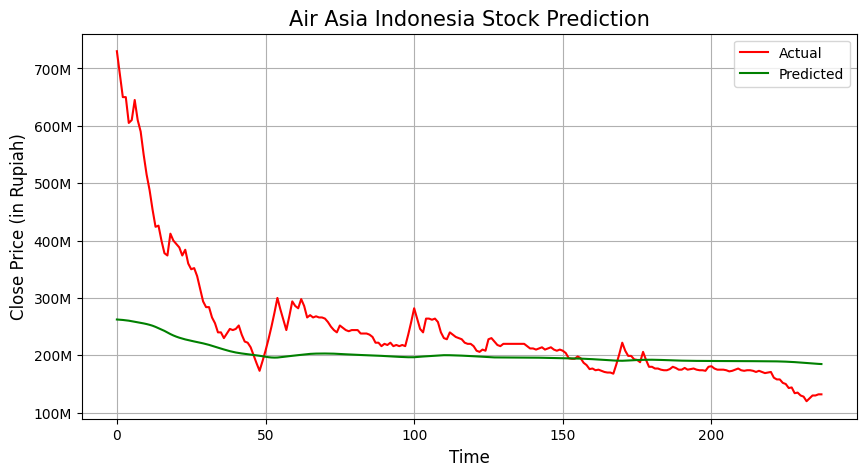 Air Asia Indonesia Stock Prediction
Actual
Predicted
Close Price (in Rupiah)
700M
600M
500M
400M
300M
200M
100M
0
50
100
150
200
Time